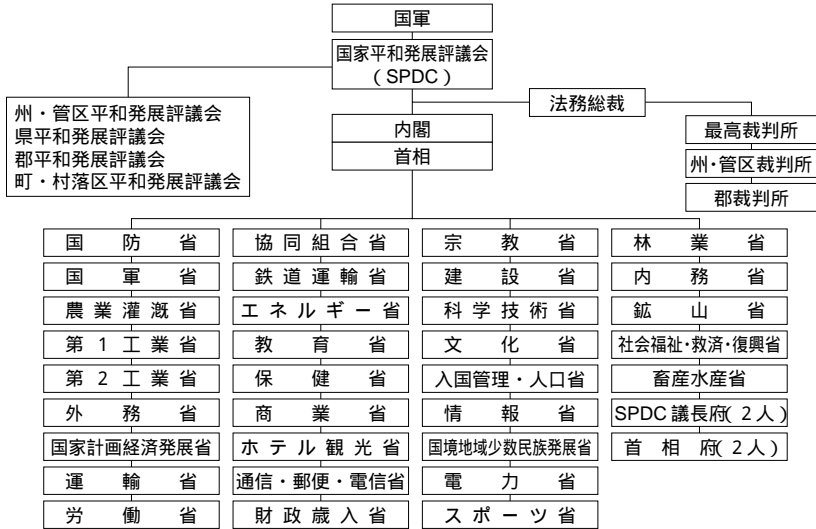 国軍
国家平和発展評議会
（SPDC）
法務総裁
州・管区平和発展評議会
県平和発展評議会
郡平和発展評議会
町・村落区平和発展評議会
内閣
首相
最高裁判所
州・管区裁判所
郡裁判所
国防省
国軍省
農業灌漑省
第1工業省
第2工業省
外務省
国家計画経済発展省
運輸省
労働省
協同組合省
鉄道運輸省
エネルギー省
教育省
保健省
商業省
ホテル観光省
通信・郵便・電信省
財政歳入省
宗教省
建設省
科学技術省
文化省
入国管理・人口省
情報省
国境地域少数民族発展省
電力省
スポーツ省
林業省
内務省
鉱山省
社会福祉・救済・復興省
畜産水産省
SPDC議長府（2人）
首相府（2人）